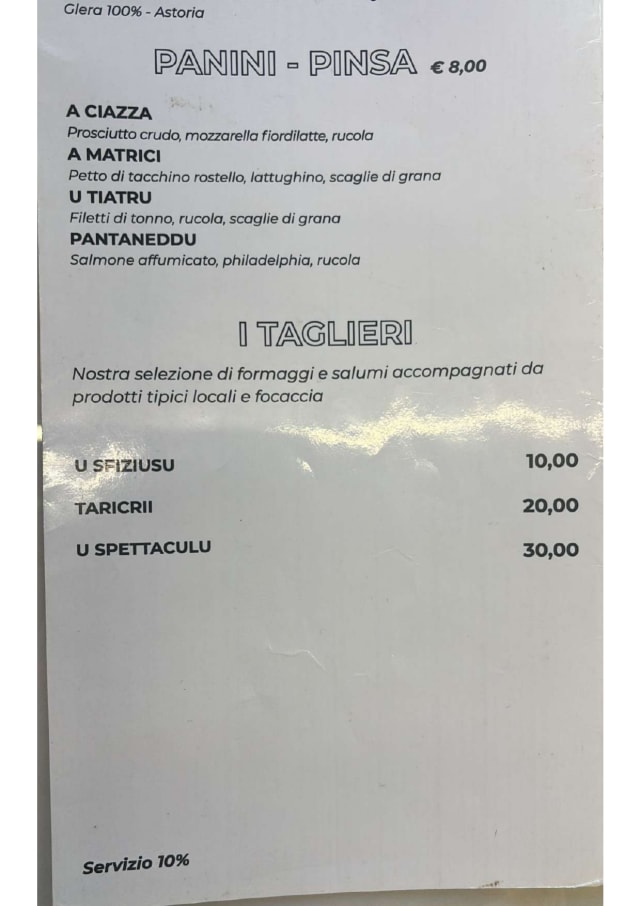 Glera 100% - Astoria
PANINI - PINSA € 8,00
A CIAZZA
Prosciutto crudo, mozzarella fiordilatte, rucola
A MATRICI
Petto di tacchino rostello, lattughino, scaglie di grana
U TIATRU
Filetti di tonno, rucola, scaglie di grana
PANTANEDDU
Salmone affumicato, philadelphia, rucola
I TAGLIERI
Nostra selezione di formaggi e salumi accompagnati da
prodotti tipici locali e focaccia
U SFIZIUSU 10,00
TARICRII 20,00
U SPETTACULU 30,00
Servizio 10%